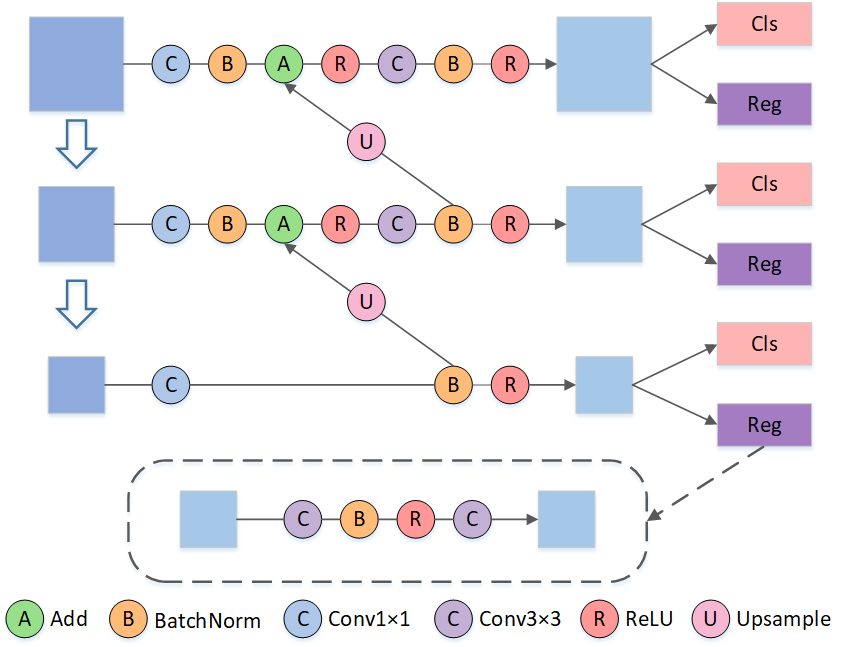 C B A R C B R
Cls
Reg
U
C B A R C B R
Cls
Reg
U
C B R
Cls
Reg
C B R C
A Add B BatchNorm C Conv1×1 C Conv3×3 R ReLU U Upsample